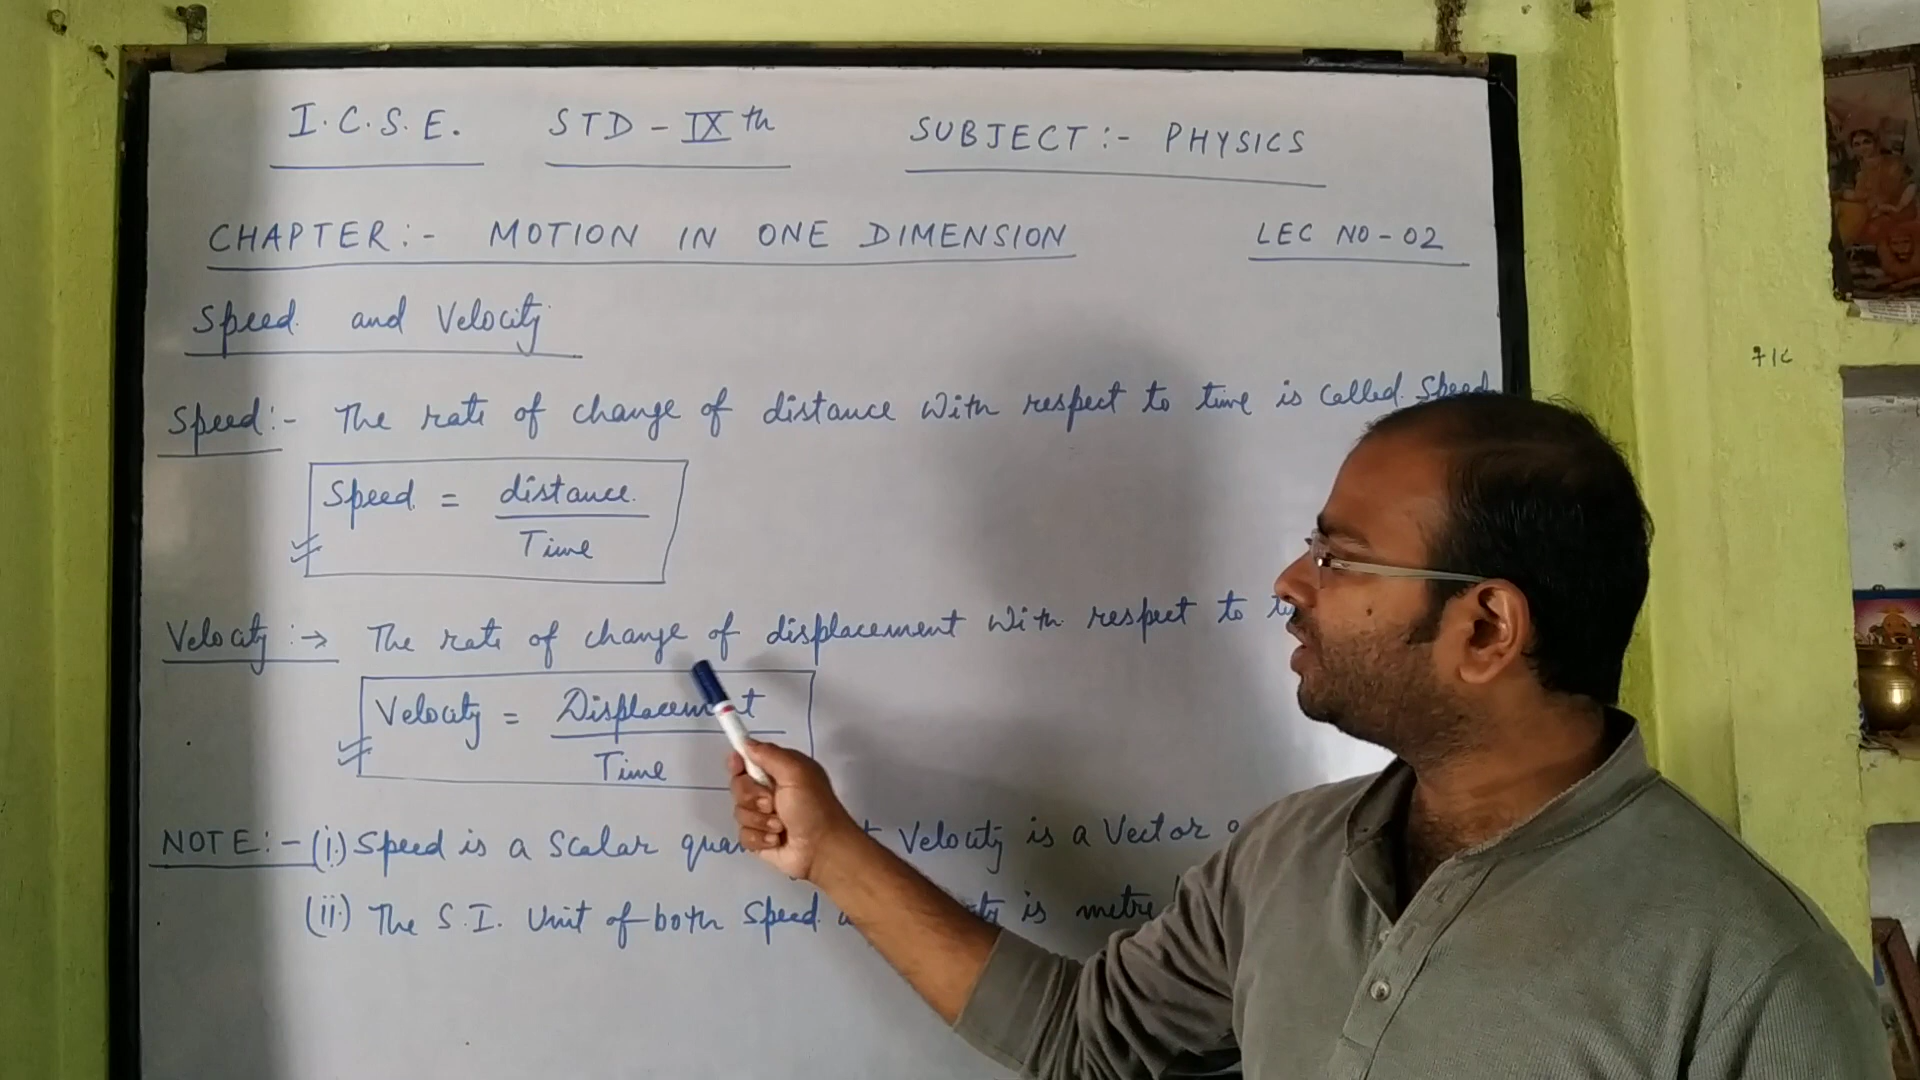 I.C.S.E. STD - IXth SUBJECT:- PHYSICS
CHAPTER:- MOTION IN ONE DIMENSION LEC NO-02
Speed and Velocity
Speed:- The rate of change of distance with respect to time is called Speed
Speed = distance
Time
Velocity:→ The rate of change of displacement with respect to
Velocity = Displacement
Time
NOTE:- (i) Speed is a Scalar Velocity is a Vector
(ii) The S.I. Unit of both Speed is metre
716